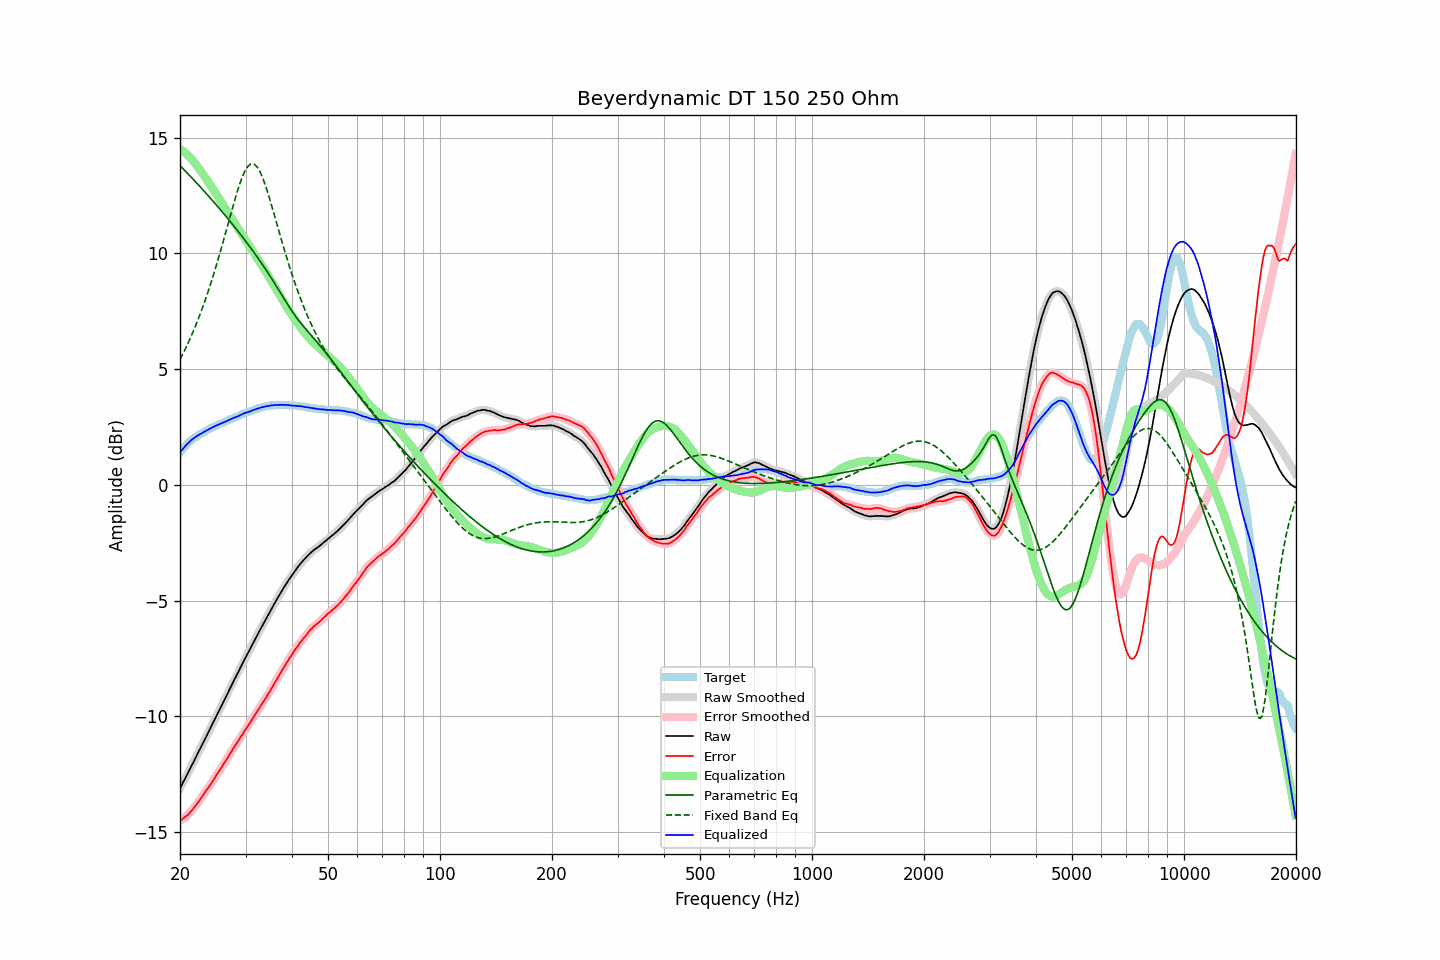 Beyerdynamic DT 150 250 Ohm
15
10
5
0
−5
−10
−15
Amplitude (dBr)
Target
Raw Smoothed
Error Smoothed
Raw
Error
Equalization
Parametric Eq
Fixed Band Eq
Equalized
20 50 100 200 500 1000 2000 5000 10000 20000
Frequency (Hz)